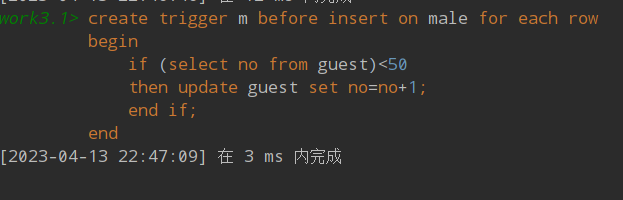 work3.1> create trigger m before insert on male for each row
begin
if (select no from guest)<50
then update guest set no=no+1;
end if;
end
[2023-04-13 22:47:09] 在 3 ms 内完成